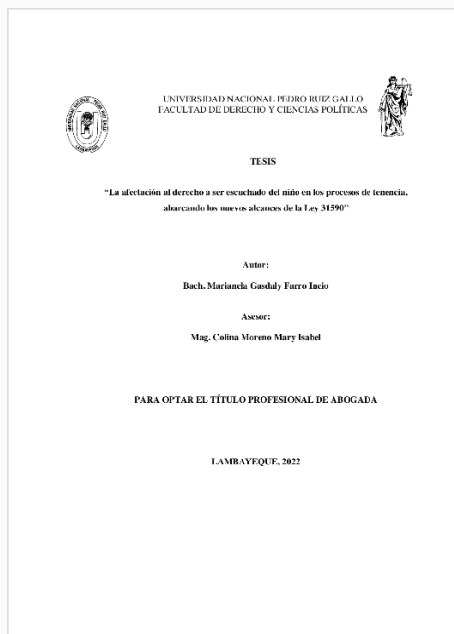 UNIVERSIDAD NACIONAL PEDRO RUIZ GALLO
FACULTAD DE DERECHO Y CIENCIAS POLÍTICAS
TESIS
“La afectación al derecho a ser escuchado del niño en los procesos de tenencia,
abarcando los nuevos alcances de la Ley 31590”
Autor:
Bach. Marianela Gasdaly Farro Incio
Asesor:
Mag. Colina Moreno Mary Isabel
PARA OPTAR EL TÍTULO PROFESIONAL DE ABOGADA
LAMBAYEQUE, 2022